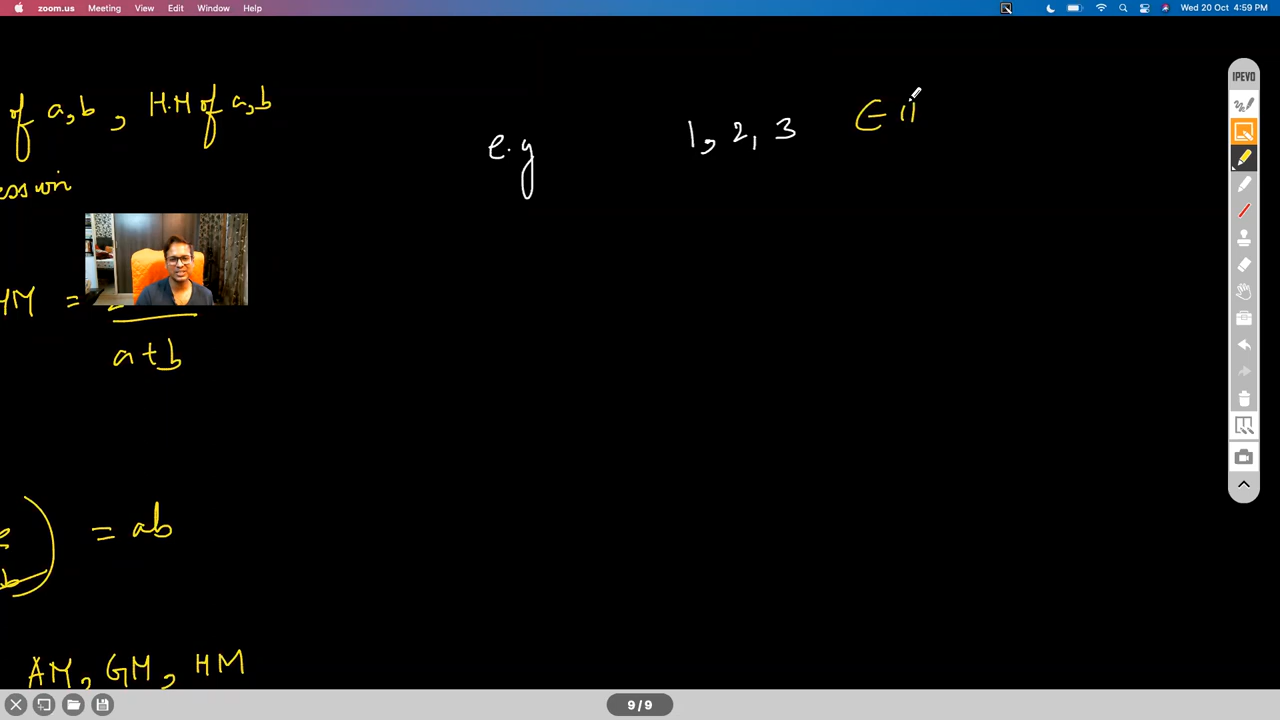 zoom.us Meeting View Edit Window Help Wed 20 Oct 4:59 PM
IPEVO
of a,b , H.M of a,b
e.g 1, 2, 3 ∈
HM =
a+b
= ab
b
AM, GM, HM
9/9